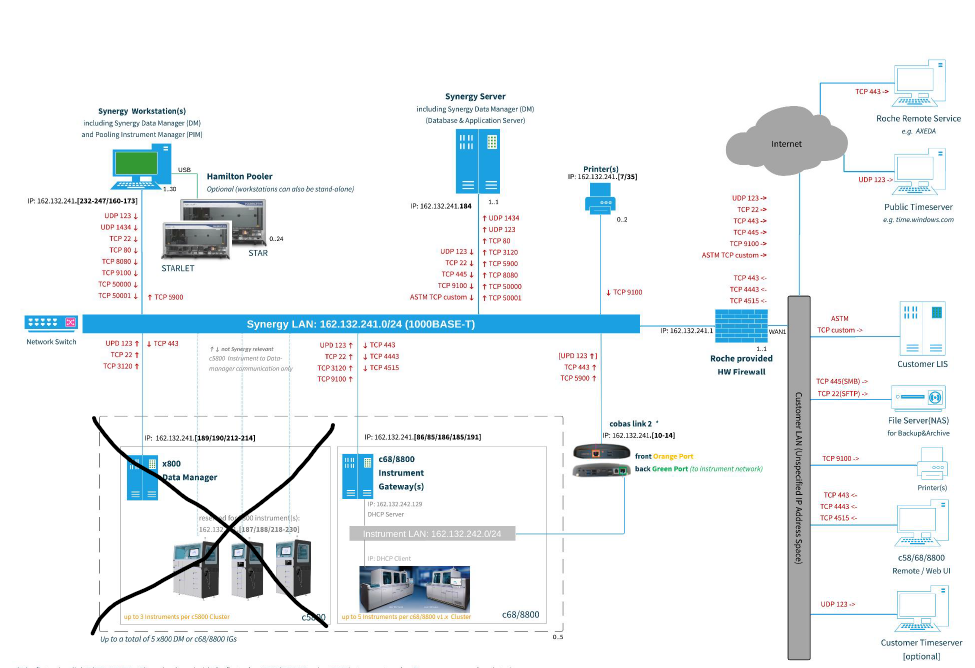 Synergy Workstation(s)
including Synergy Data Manager (DM)
and Pooling Instrument Manager (PIM)
USB
1..30
Hamilton Pooler
Optional (workstations can also be stand-alone)
IP: 162.132.241.[232-247/160-173]
UDP 123 ↓
UDP 1434 ↓
TCP 22 ↓
TCP 80 ↓
TCP 8080 ↓
TCP 9100 ↓
TCP 50000 ↓
TCP 50001 ↓
↑ TCP 5900
STARLET
STAR
0..24
Synergy Server
including Synergy Data Manager (DM)
(Database & Application Server)
1..1
IP: 162.132.241.184
UDP 123 ↓
TCP 22 ↓
TCP 445 ↓
TCP 9100 ↓
ASTM TCP custom ↓
↑ UDP 1434
↑ UDP 123
↑ TCP 80
↑ TCP 3120
↑ TCP 5900
↑ TCP 8080
↑ TCP 50000
↑ TCP 50001
Printer(s)
IP: 162.132.241.[7/35]
0..2
↓ TCP 9100
Internet
TCP 443 ->
Roche Remote Service
e.g. AXEDA
UDP 123 ->
Public Timeserver
e.g. time.windows.com
UDP 123 ->
TCP 22 ->
TCP 443 ->
TCP 445 ->
TCP 9100 ->
ASTM TCP custom ->
TCP 443 <-
TCP 4443 <-
TCP 4515 <-
Network Switch
Synergy LAN: 162.132.241.0/24 (1000BASE-T)
IP: 162.132.241.1
WAN1
1..1
Roche provided
HW Firewall
Customer LAN (Unspecified IP Address Space)
ASTM
TCP custom ->
Customer LIS
TCP 445(SMB) ->
TCP 22(SFTP) ->
File Server(NAS)
for Backup&Archive
TCP 9100 ->
Printer(s)
TCP 443 <-
TCP 4443 <-
TCP 4515 <-
c58/68/8800
Remote / Web UI
UDP 123 ->
Customer Timeserver
[optional]
UPD 123 ↑
TCP 22 ↑
TCP 3120 ↑
↓ TCP 443
↑ ↓ not Synergy relevant
c5800 Instrument to Data-
manager communication only
UPD 123 ↑
TCP 22 ↑
TCP 3120 ↑
TCP 9100 ↑
↓ TCP 443
↓ TCP 4443
↓ TCP 4515
[UPD 123 ↑]
TCP 443 ↑
TCP 5900 ↑
IP: 162.132.241.[189/190/212-214]
x800
Data Manager
IP: 162.132.241.[86/85/186/185/191]
c68/8800
Instrument
Gateway(s)
IP: 162.132.242.129
DHCP Server
Instrument LAN: 162.132.242.0/24
IP: DHCP Client
cobas link 2
IP: 162.132.241.[10-14]
front Orange Port
back Green Port (to instrument network)
instrument(s):
[187/188/218-230]
up to 3 Instruments per c5800 Cluster
c5800
up to 5 Instruments per c68/8800 v1.x Cluster
c68/8800
Up to a total of 5 x800 DM or c68/8800 IGs
0..5